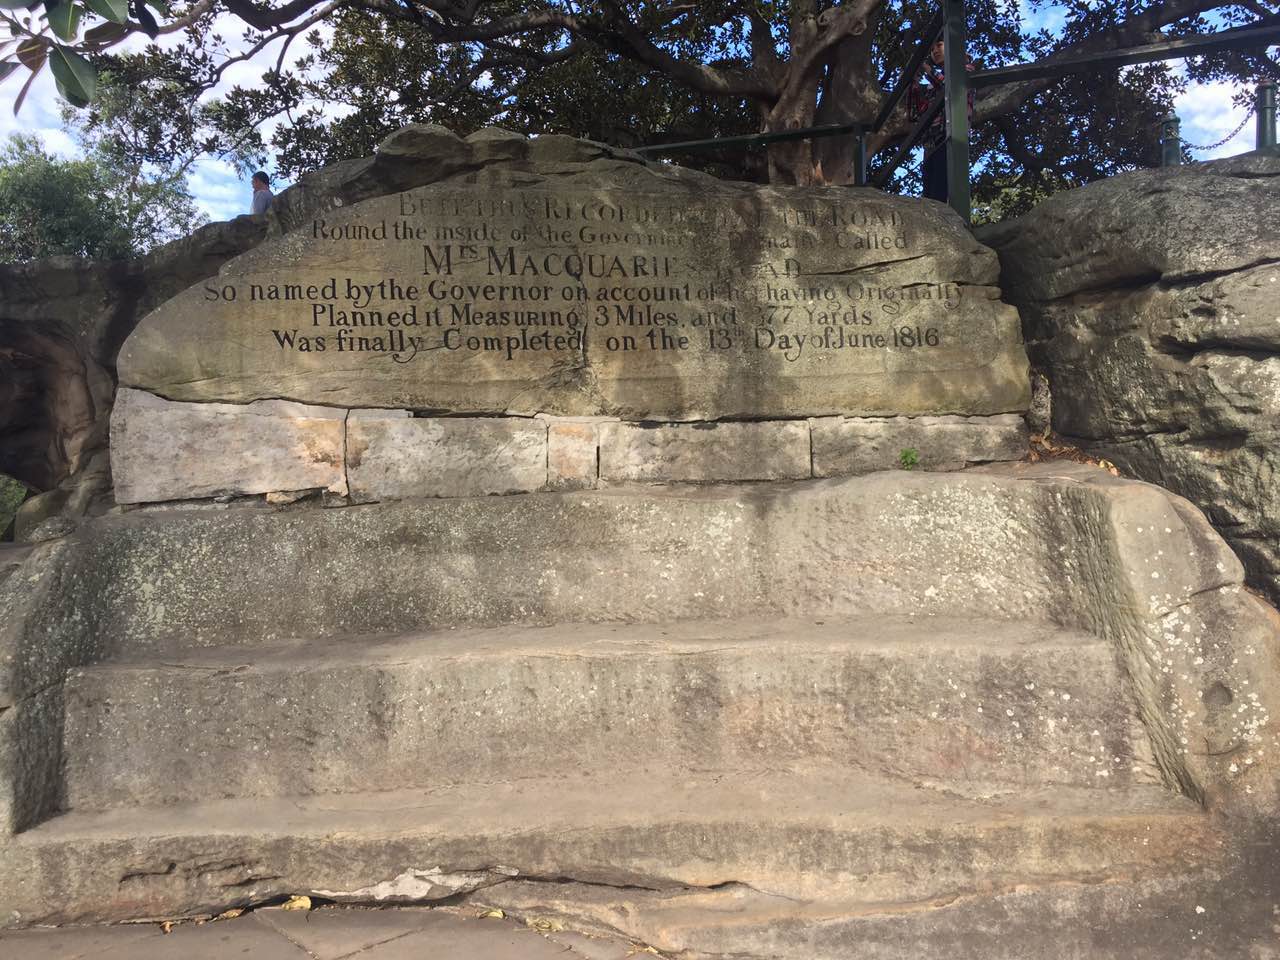 BE IT THUS RECORDED THAT THE ROAD
Round the inside of the Government Domain Called
MRS MACQUARIES ROAD
So named by the Governor on account of her having Originally
Planned it Measuring 3 Miles, and 377 Yards
Was finally Completed on the 13th Day of June 1816